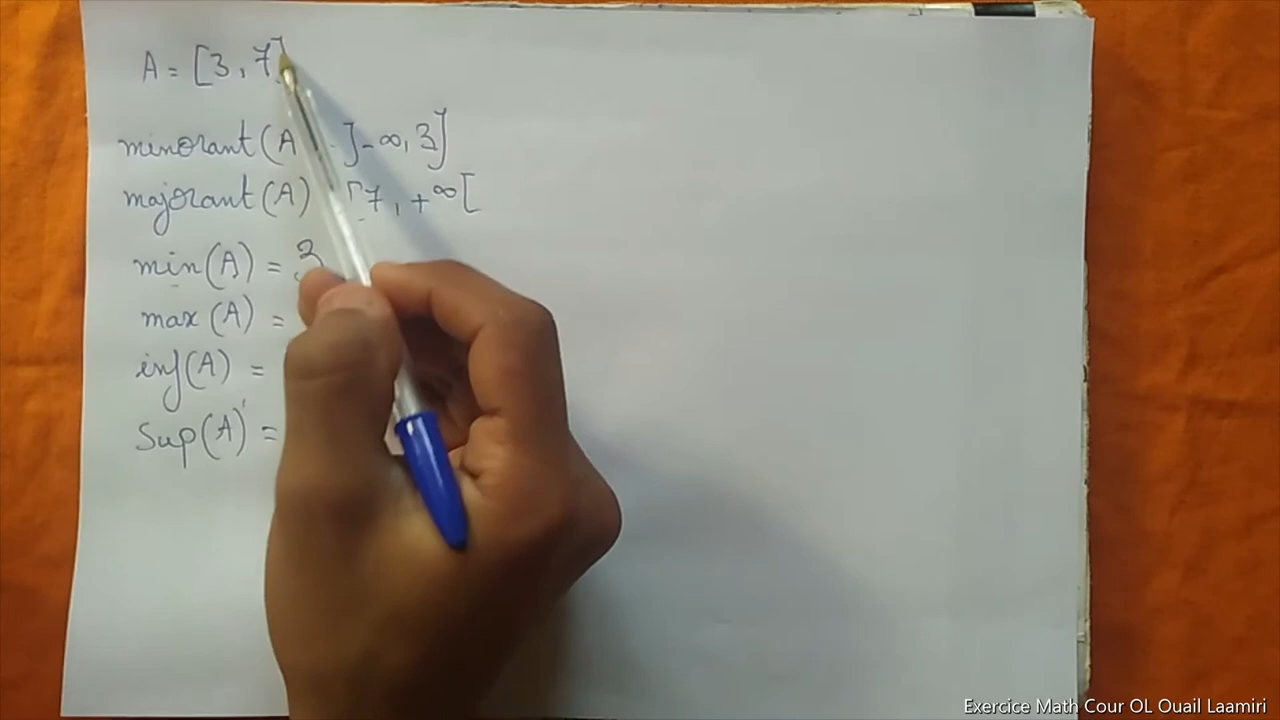 A = [3, 7]
minorant(A ]-∞, 3]
majorant(A) [7, +∞[
min(A) = 3
max(A) =
inf(A) =
Sup(A) =
Exercice Math Cour OL Ouail Laamiri